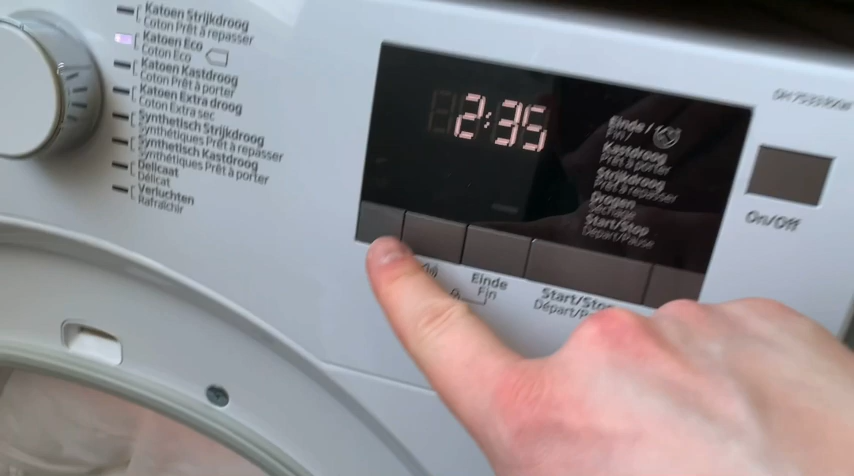 Katoen Strijkdroog
Coton Prêt à repasser
Katoen Eco
Coton Eco
Katoen Kastdroog
Coton Prêt à porter
Katoen Extra droog
Coton Extra sec
Synthetisch Strijkdroog
Synthétiques Prêt à repasser
Synthetisch Kastdroog
Synthétiques Prêt à porter
Delicaat
Délicat
Verluchten
Rafraîchir
2:35
Einde /
Fin /
Kastdroog
Prêt à porter
Strijkdroog
Prêt à repasser
Drogen
Séchage
Start/Stop
Départ/Pause
On/Off
Einde
Fin
Start/Stop